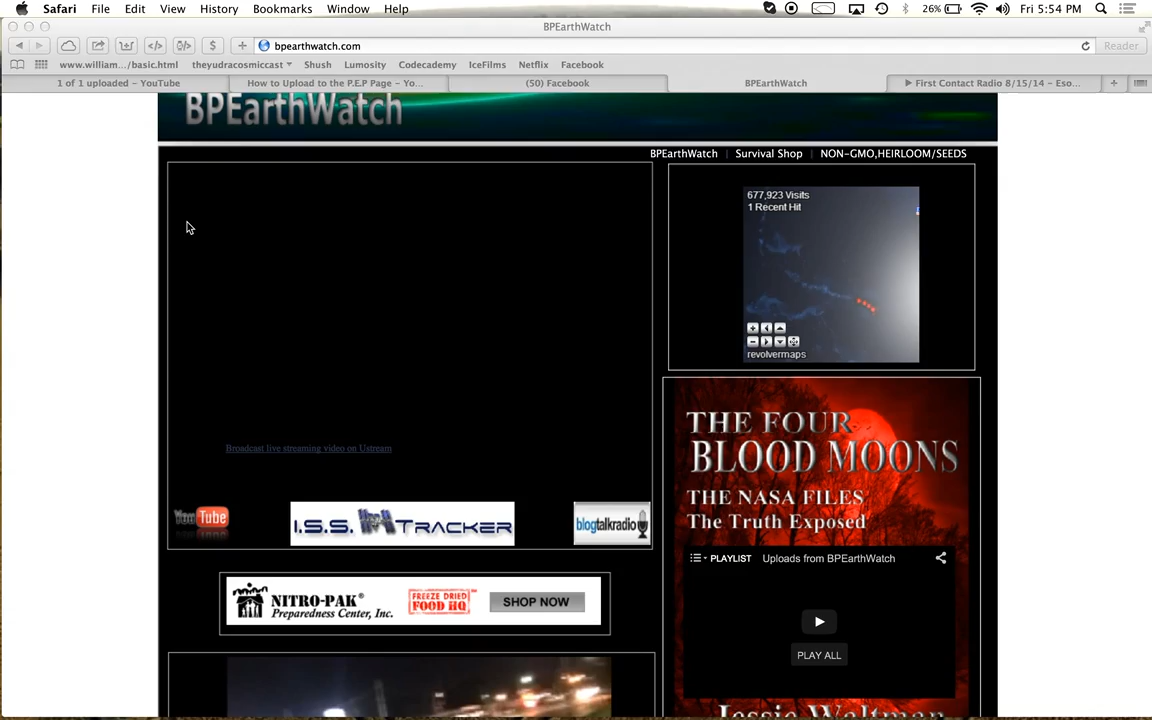 Safari File Edit View History Bookmarks Window Help 26% Fri 5:54 PM
BPEarthWatch
bpearthwatch.com Reader
www.william.../basic.html theyudracosmiccast Shush Lumosity Codecademy IceFilms Netflix Facebook
1 of 1 uploaded – YouTube How to Upload to the P.E.P Page – Yo... (50) Facebook BPEarthWatch ▶ First Contact Radio 8/15/14 – Eso...
BPEarthWatch
BPEarthWatch | Survival Shop | NON-GMO,HEIRLOOM/SEEDS
677,923 Visits
1 Recent Hit
revolvermaps
Broadcast live streaming video on Ustream
YouTube
I.S.S. TRACKER
blogtalkradio
THE FOUR
BLOOD MOONS
THE NASA FILES
The Truth Exposed
PLAYLIST Uploads from BPEarthWatch
PLAY ALL
NITRO-PAK®
Preparedness Center, Inc.
FREEZE DRIED
FOOD HQ
SHOP NOW
Jessie Waltman